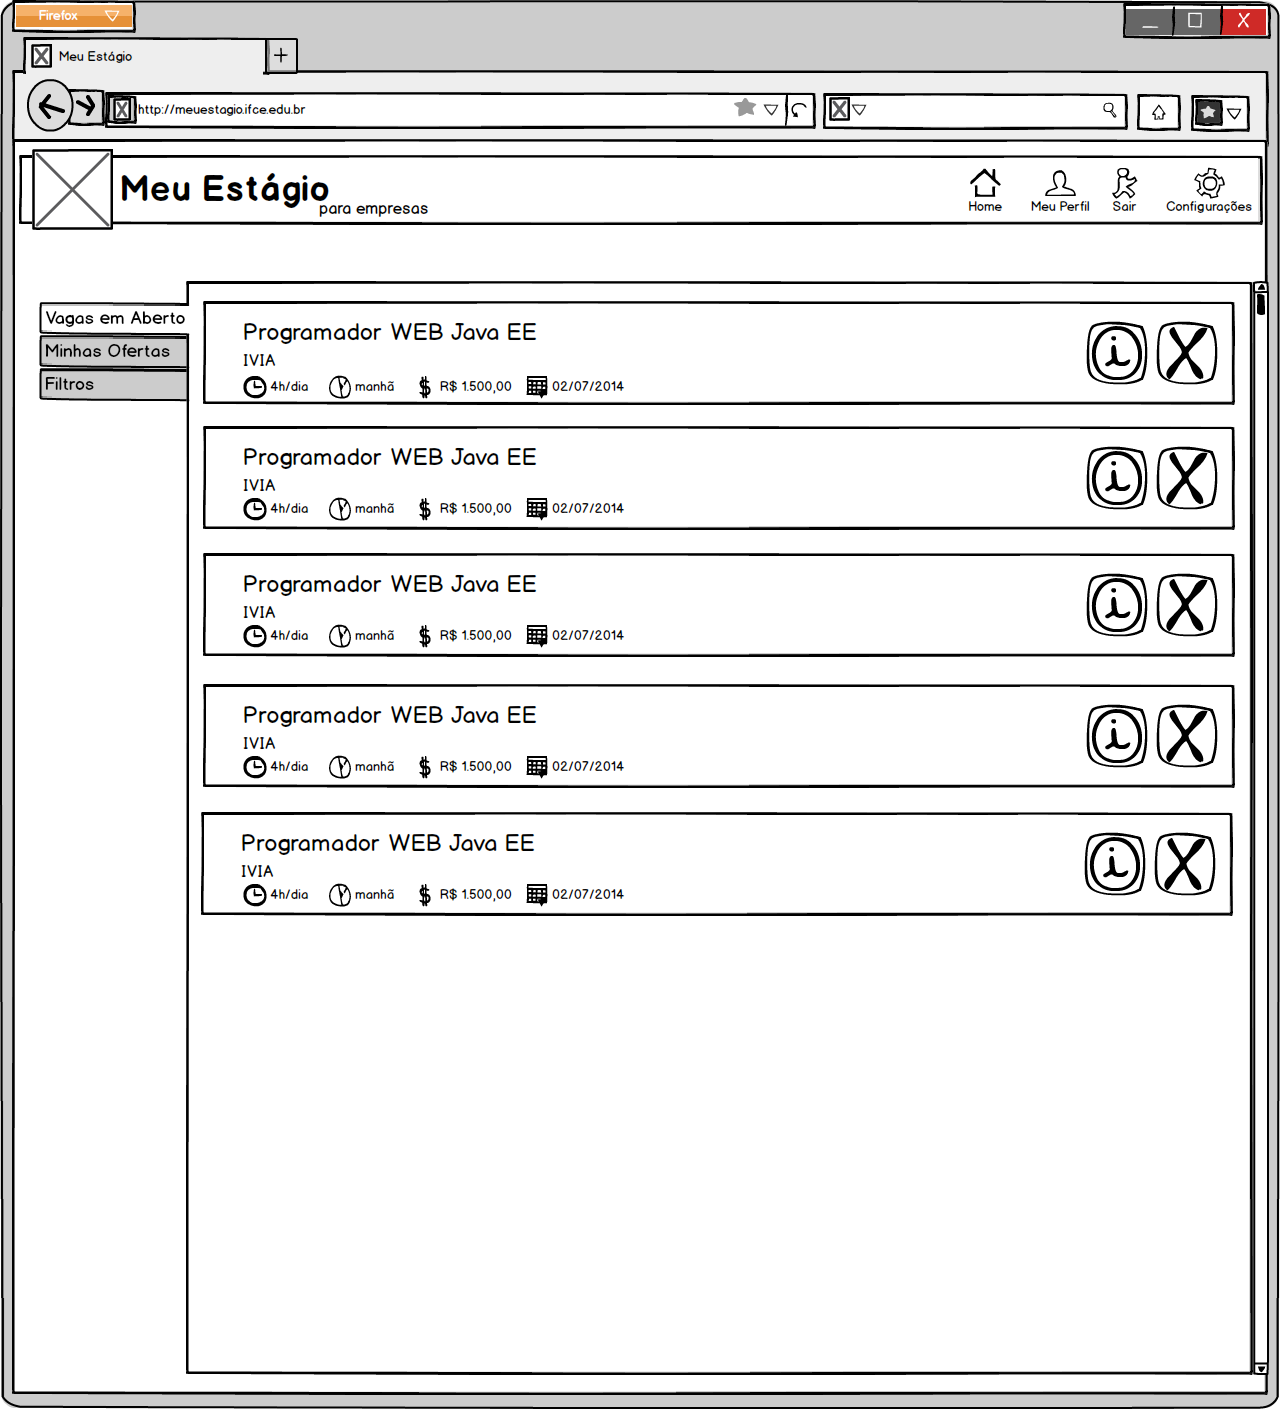 Firefox
Meu Estágio
http://meuestagio.ifce.edu.br
Meu Estágio
para empresas
Home
Meu Perfil
Sair
Configurações
Vagas em Aberto
Minhas Ofertas
Filtros
Programador WEB Java EE
IVIA
4h/dia manhã R$ 1.500,00 02/07/2014
Programador WEB Java EE
IVIA
4h/dia manhã R$ 1.500,00 02/07/2014
Programador WEB Java EE
IVIA
4h/dia manhã R$ 1.500,00 02/07/2014
Programador WEB Java EE
IVIA
4h/dia manhã R$ 1.500,00 02/07/2014
Programador WEB Java EE
IVIA
4h/dia manhã R$ 1.500,00 02/07/2014